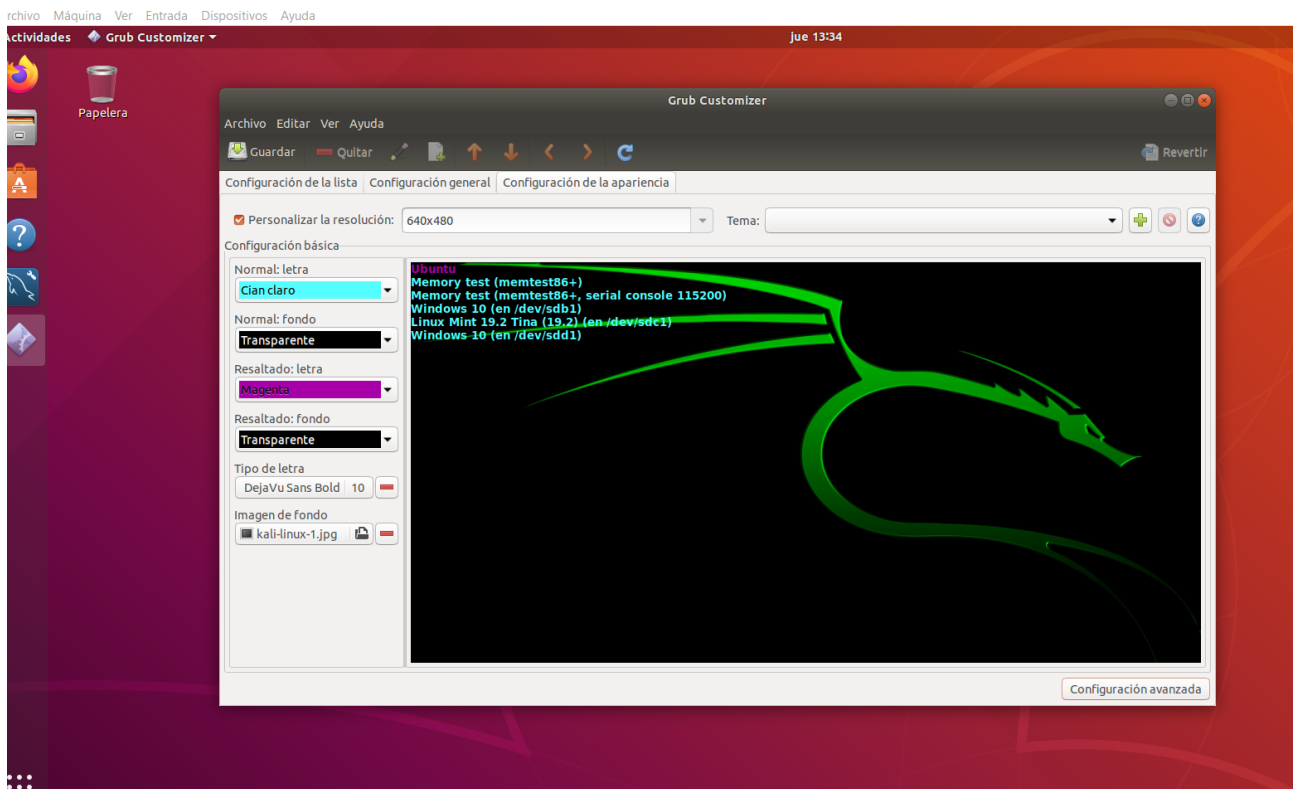 rchivo Máquina Ver Entrada Dispositivos Ayuda
Actividades Grub Customizer jue 13:34
Papelera
Grub Customizer
Archivo Editar Ver Ayuda
Guardar Quitar Revertir
Configuración de la lista Configuración general Configuración de la apariencia
Personalizar la resolución: 640x480 Tema:
Configuración básica
Normal: letra
Cian claro
Normal: fondo
Transparente
Resaltado: letra
Magenta
Resaltado: fondo
Transparente
Tipo de letra
DejaVu Sans Bold 10
Imagen de fondo
kali-linux-1.jpg
Ubuntu
Memory test (memtest86+)
Memory test (memtest86+, serial console 115200)
Windows 10 (en /dev/sdb1)
Linux Mint 19.2 Tina (19.2) (en /dev/sdc1)
Windows 10 (en /dev/sdd1)
Configuración avanzada